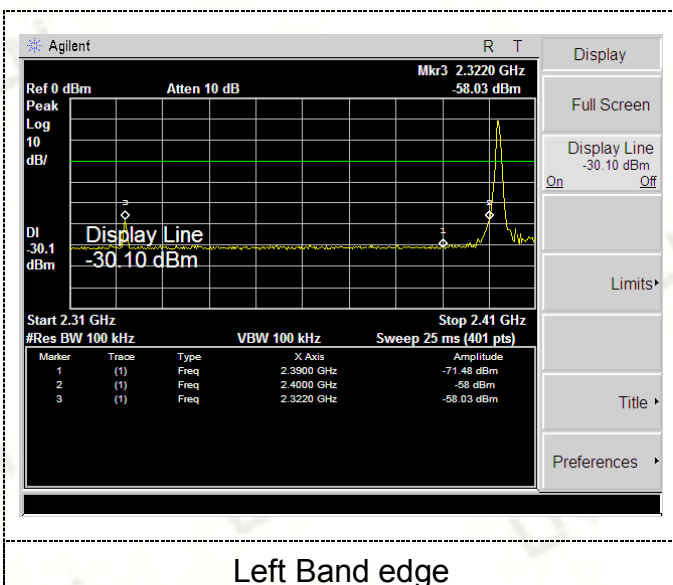 Agilent R T
Mkr3 2.3220 GHz
Ref 0 dBm Atten 10 dB -58.03 dBm
Peak
Log
10
dB/
3
2
1
DI
-30.1
dBm
Display Line
-30.10 dBm
Start 2.31 GHz Stop 2.41 GHz
#Res BW 100 kHz VBW 100 kHz Sweep 25 ms (401 pts)
Marker Trace Type X Axis Amplitude
1 (1) Freq 2.3900 GHz -71.48 dBm
2 (1) Freq 2.4000 GHz -58 dBm
3 (1) Freq 2.3220 GHz -58.03 dBm
Display
Full Screen
Display Line
-30.10 dBm
On Off
Limits
Title
Preferences
Left Band edge